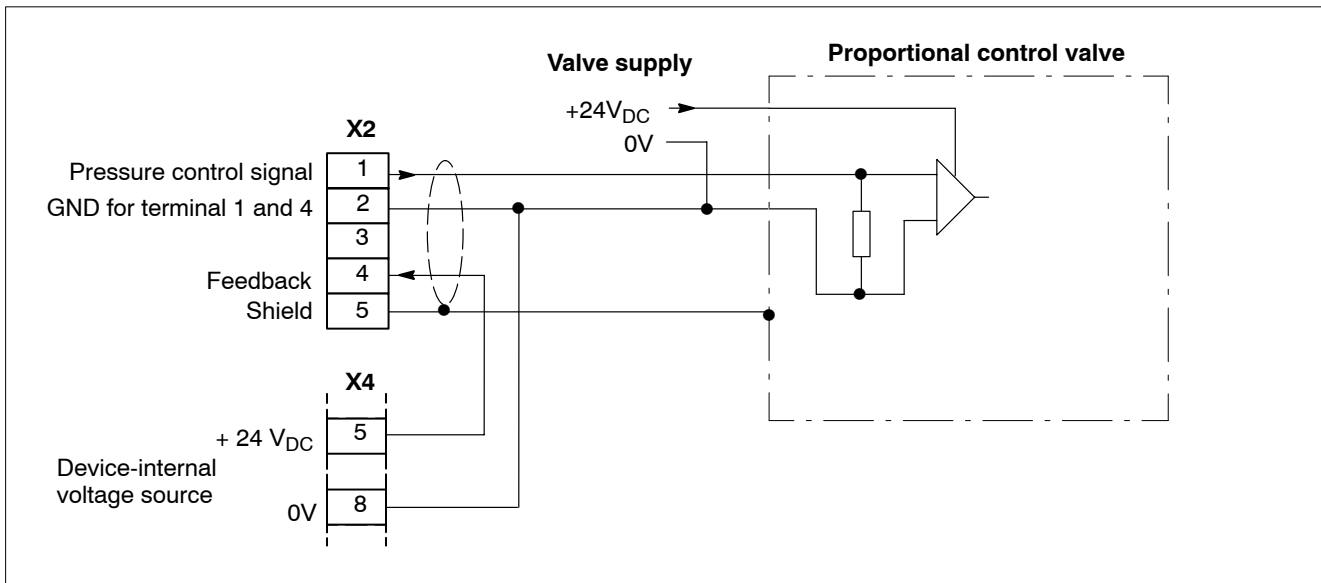 Proportional control valve
Valve supply
+24VDC
0V
X2
Pressure control signal 1
GND for terminal 1 and 4 2
3
Feedback 4
Shield 5
X4
+ 24 VDC 5
Device-internal
voltage source
0V 8